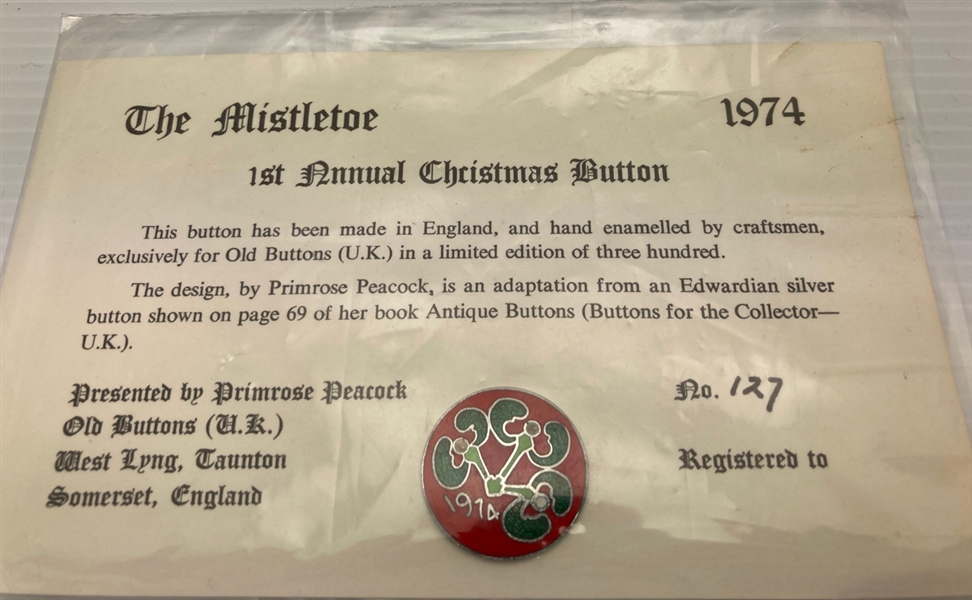 The Mistletoe 1974
1st Annual Christmas Button
This button has been made in England, and hand enamelled by craftsmen,
exclusively for Old Buttons (U.K.) in a limited edition of three hundred.
The design, by Primrose Peacock, is an adaptation from an Edwardian silver
button shown on page 69 of her book Antique Buttons (Buttons for the Collector—
U.K.).
Presented by Primrose Peacock
Old Buttons (U.K.)
West Lyng, Taunton
Somerset, England
1974
No. 127
Registered to